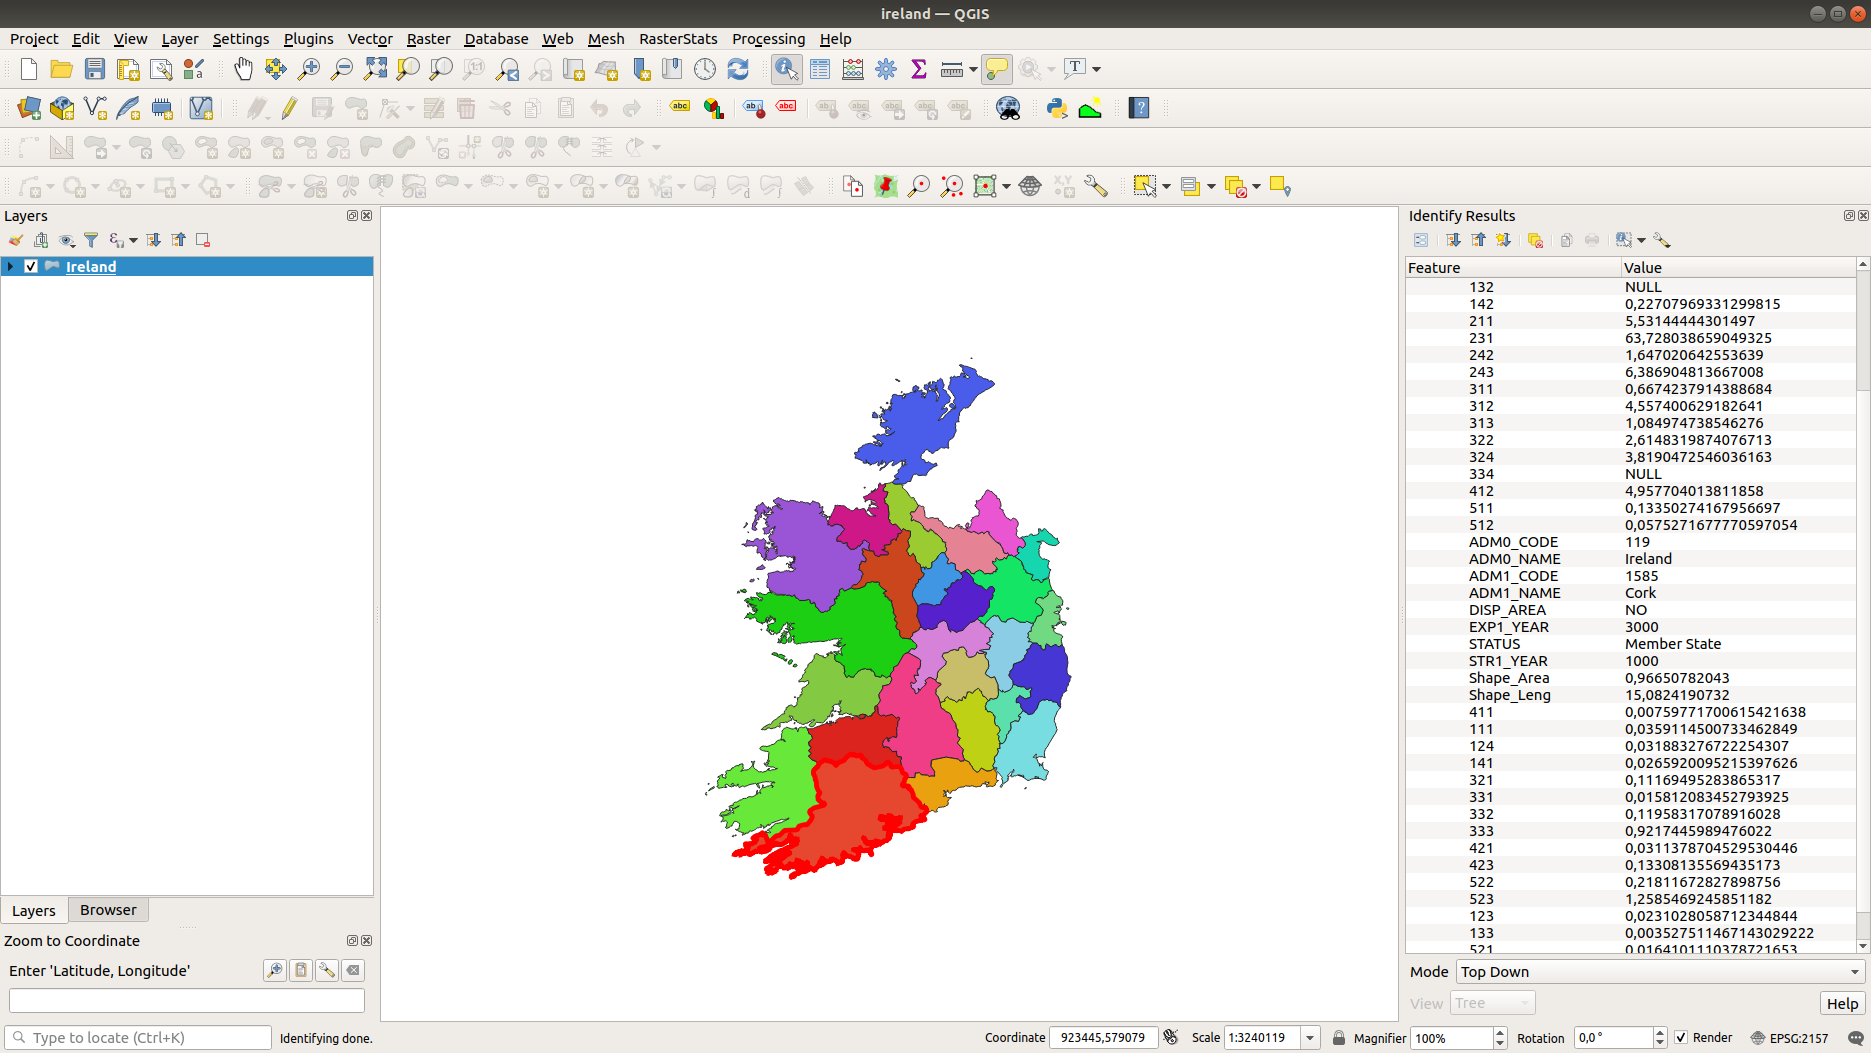 ireland — QGIS
Project Edit View Layer Settings Plugins Vector Raster Database Web Mesh RasterStats Processing Help
Layers
Ireland
Layers Browser
Zoom to Coordinate
Enter 'Latitude, Longitude'
Type to locate (Ctrl+K) Identifying done.
Coordinate 923445,579079 Scale 1:3240119 Magnifier 100% Rotation 0,0 ° Render EPSG:2157
Identify Results
Feature Value
132 NULL
142 0,22707969331299815
211 5,53144444301497
231 63,728038659049325
242 1,647020642553639
243 6,386904813667008
311 0,6674237914388684
312 4,557400629182641
313 1,084974738546276
322 2,6148319874076713
324 3,8190472546036163
334 NULL
412 4,957704013811858
511 0,13350274167956697
512 0,0575271677770597054
ADM0_CODE 119
ADM0_NAME Ireland
ADM1_CODE 1585
ADM1_NAME Cork
DISP_AREA NO
EXP1_YEAR 3000
STATUS Member State
STR1_YEAR 1000
Shape_Area 0,96650782043
Shape_Leng 15,0824190732
411 0,00759771700615421638
111 0,0359114500733462849
124 0,031883276722254307
141 0,0265920095215397626
321 0,111694952838653​17
331 0,015812083452793925
332 0,11958317078916028
333 0,9217445989476022
421 0,0311378704529530446
423 0,13308135569435173
522 0,21811672827898756
523 1,2585469245851182
123 0,0231028058712344844
133 0,003527511467143029222
521 0,0164101110378721653
Mode Top Down
View Tree Help